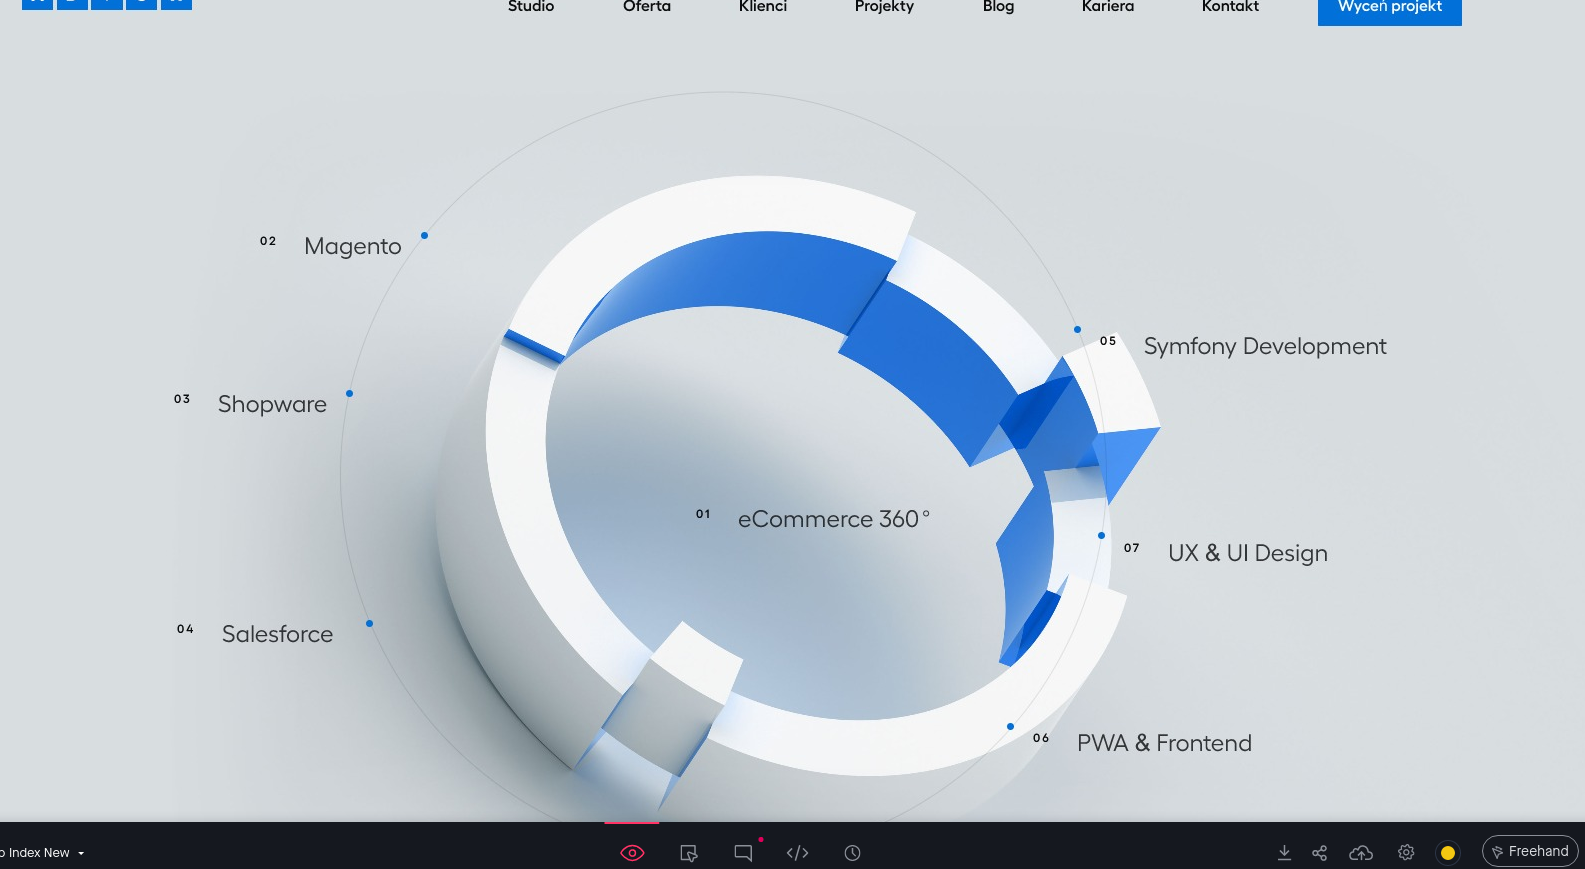 Studio Oferta Klienci Projekty Blog Kariera Kontakt Wyceń projekt
02 Magento
05 Symfony Development
03 Shopware
01 eCommerce 360°
07 UX & UI Design
04 Salesforce
06 PWA & Frontend
Index New
Freehand